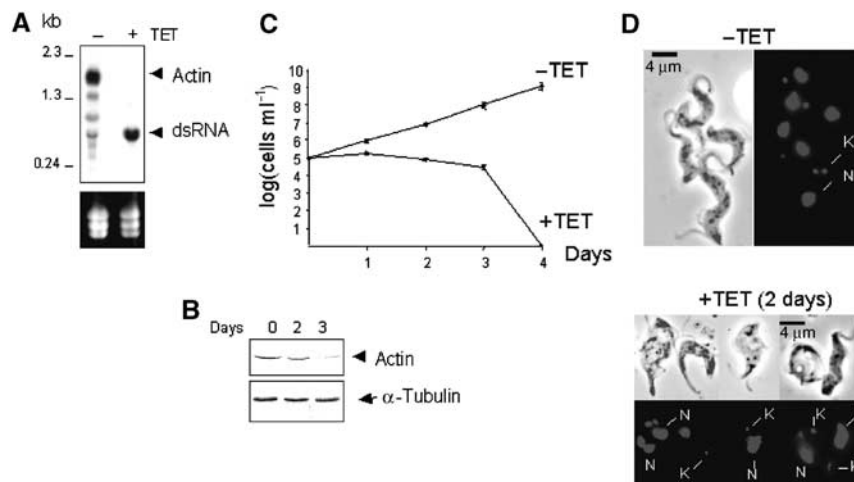 A
kb
– + TET
2.3
Actin
1.3
dsRNA
0.24
B
Days 0 2 3
Actin
α-Tubulin
C
log(cells ml⁻¹)
10
9
8
7
6
5
4
3
2
1
–TET
+TET
1 2 3 4 Days
D
–TET
4 μm
K
N
+TET (2 days)
4 μm
N
N
K
K
N
K
N
K